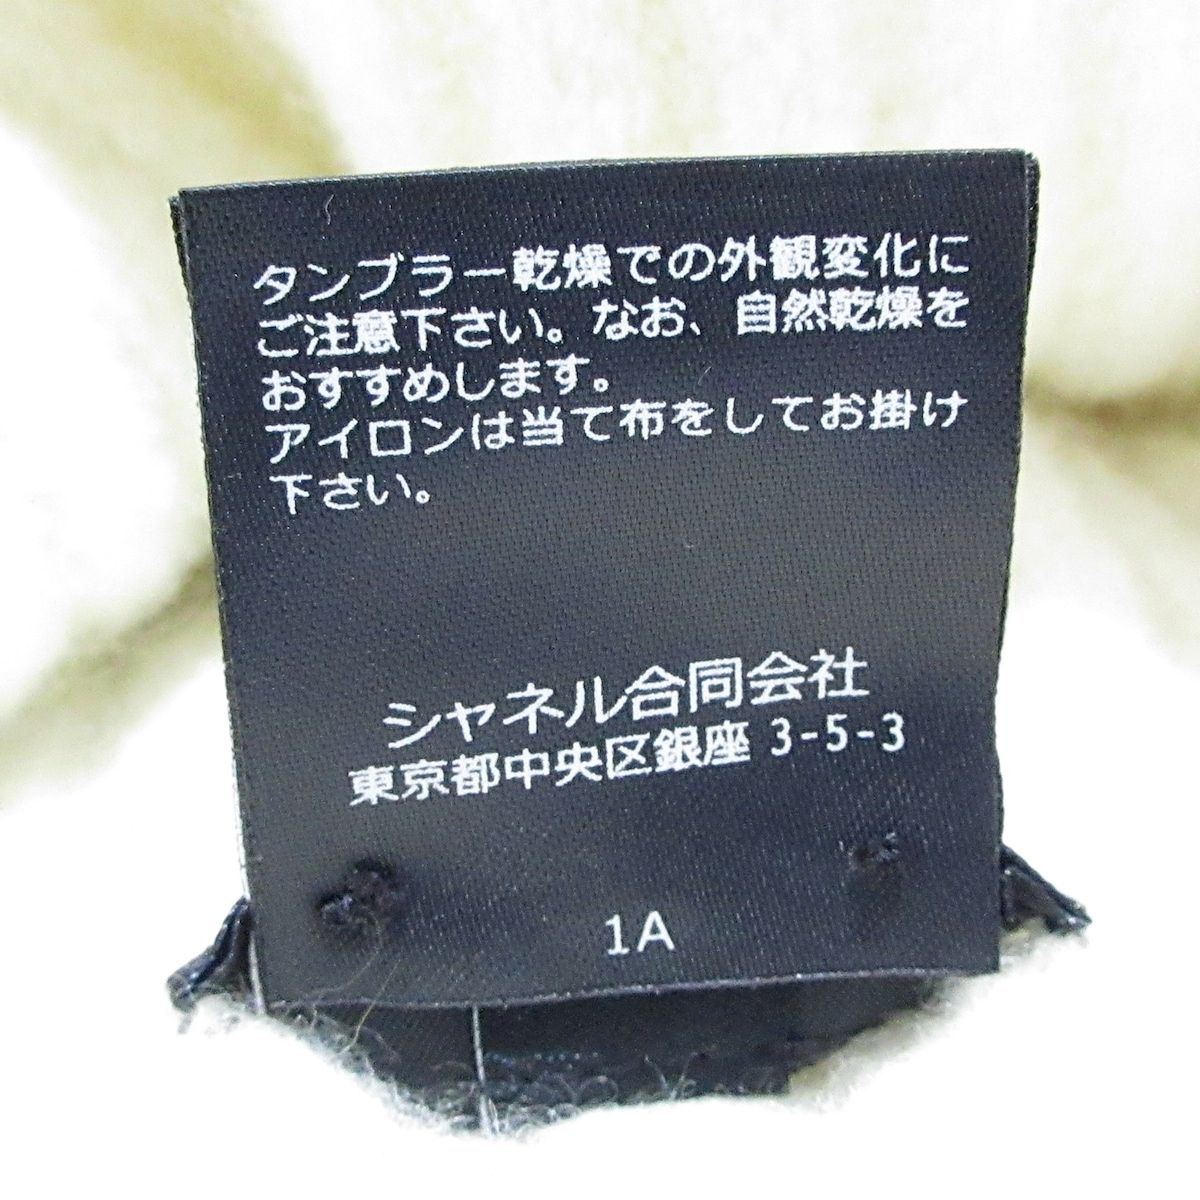 タンブラー乾燥での外観変化に
ご注意下さい。なお、自然乾燥を
おすすめします。
アイロンは当て布をしてお掛け
下さい。
シャネル合同会社
東京都中央区銀座 3-5-3
1A